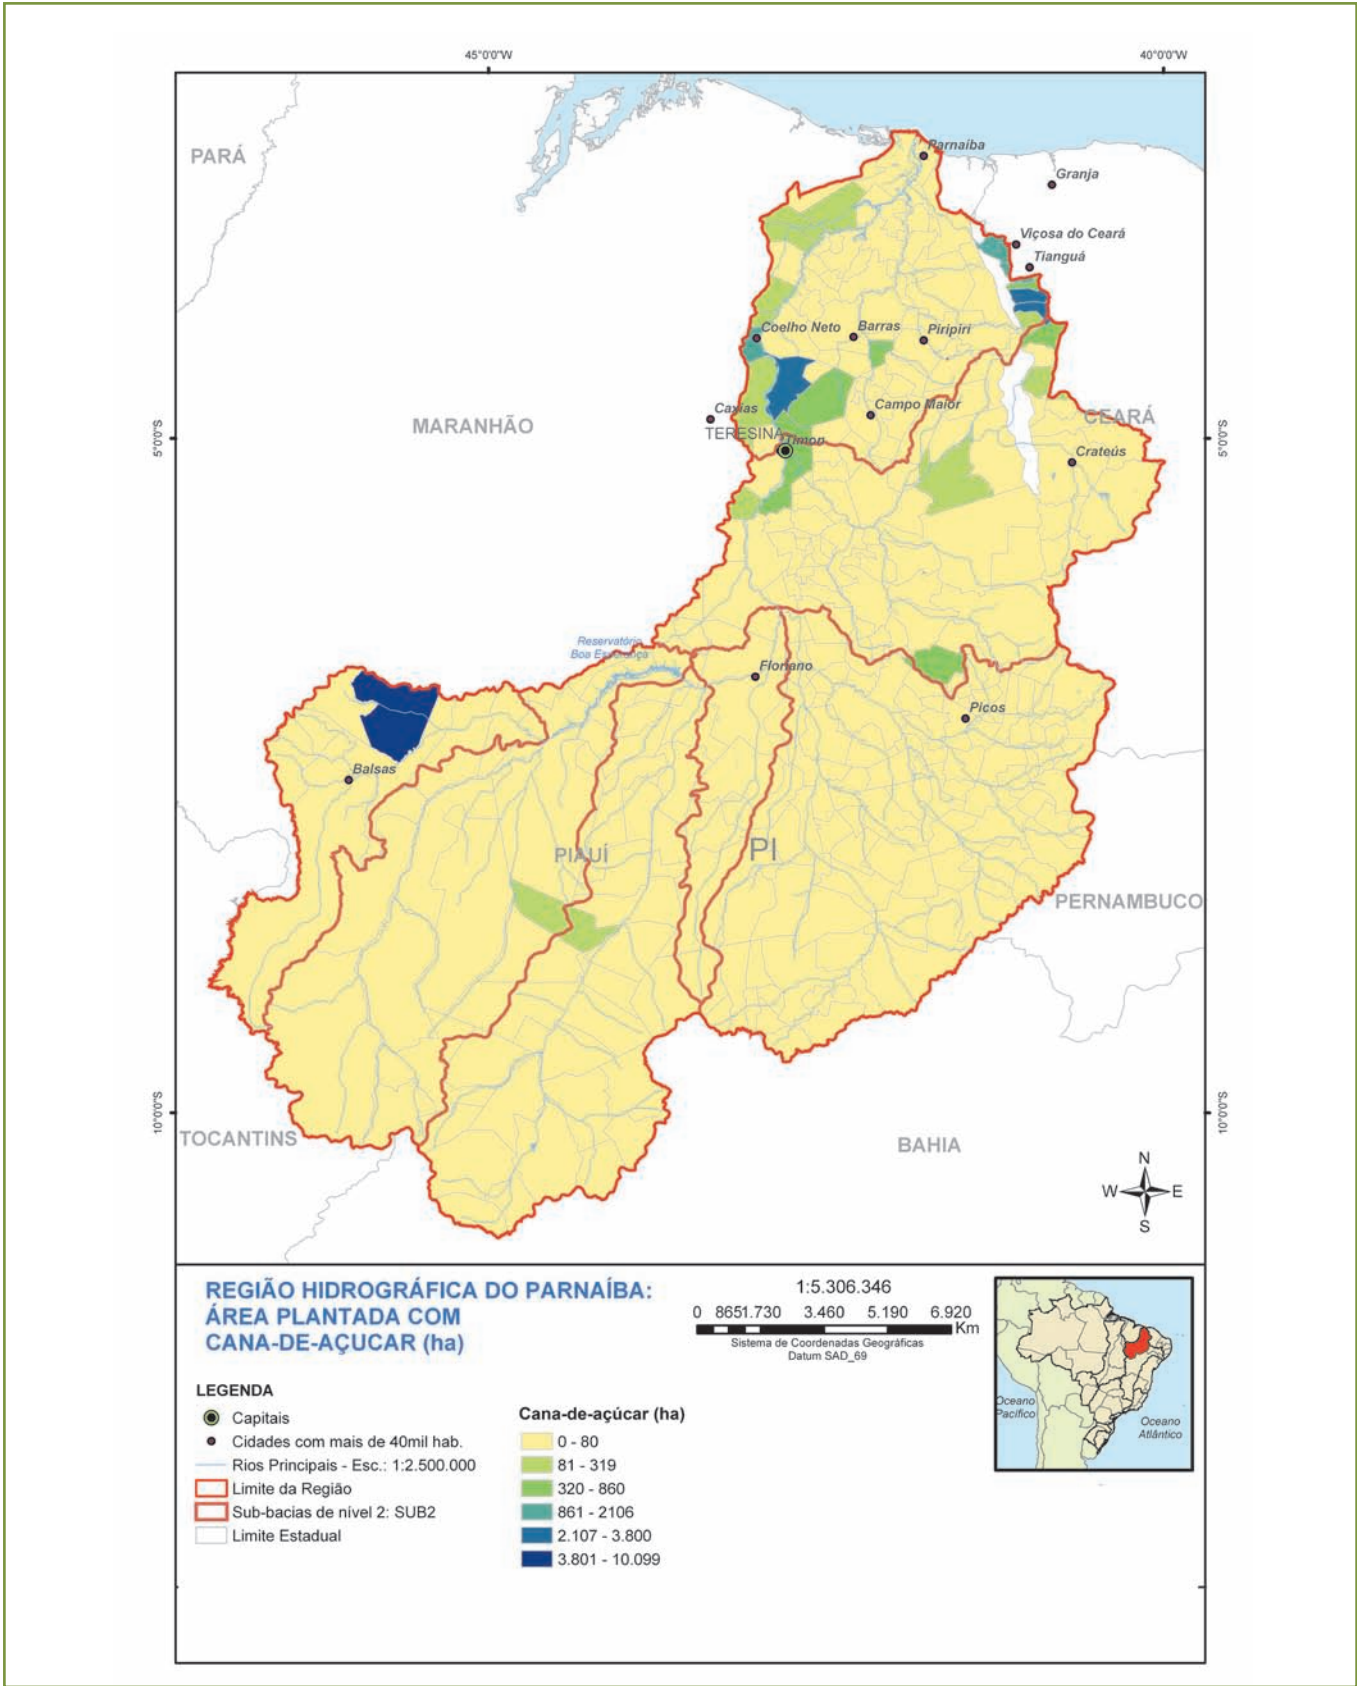 45°0'0"W
40°0'0"W
PARÁ
Parnaíba
Granja
Viçosa do Ceará
Tianguá
Coelho Neto
Barras
Piripiri
Caxias
Campo Maior
CEARÁ
MARANHÃO
TERESINA
Timon
5°0'0"S
5°0'0"S
Crateús
Reservatório
Boa Esperança
Floriano
Picos
Balsas
PIAUÍ
PI
PERNAMBUCO
10°0'0"S
10°0'0"S
TOCANTINS
BAHIA
N
W E
S
REGIÃO HIDROGRÁFICA DO PARNAÍBA:
ÁREA PLANTADA COM
CANA-DE-AÇUCAR (ha)
1:5.306.346
0 8651.730 3.460 5.190 6.920
Km
Sistema de Coordenadas Geográficas
Datum SAD_69
Oceano
Pacífico
Oceano
Atlântico
LEGENDA
Capitais
Cidades com mais de 40mil hab.
Rios Principais - Esc.: 1:2.500.000
Limite da Região
Sub-bacias de nível 2: SUB2
Limite Estadual
Cana-de-açúcar (ha)
0 - 80
81 - 319
320 - 860
861 - 2106
2.107 - 3.800
3.801 - 10.099